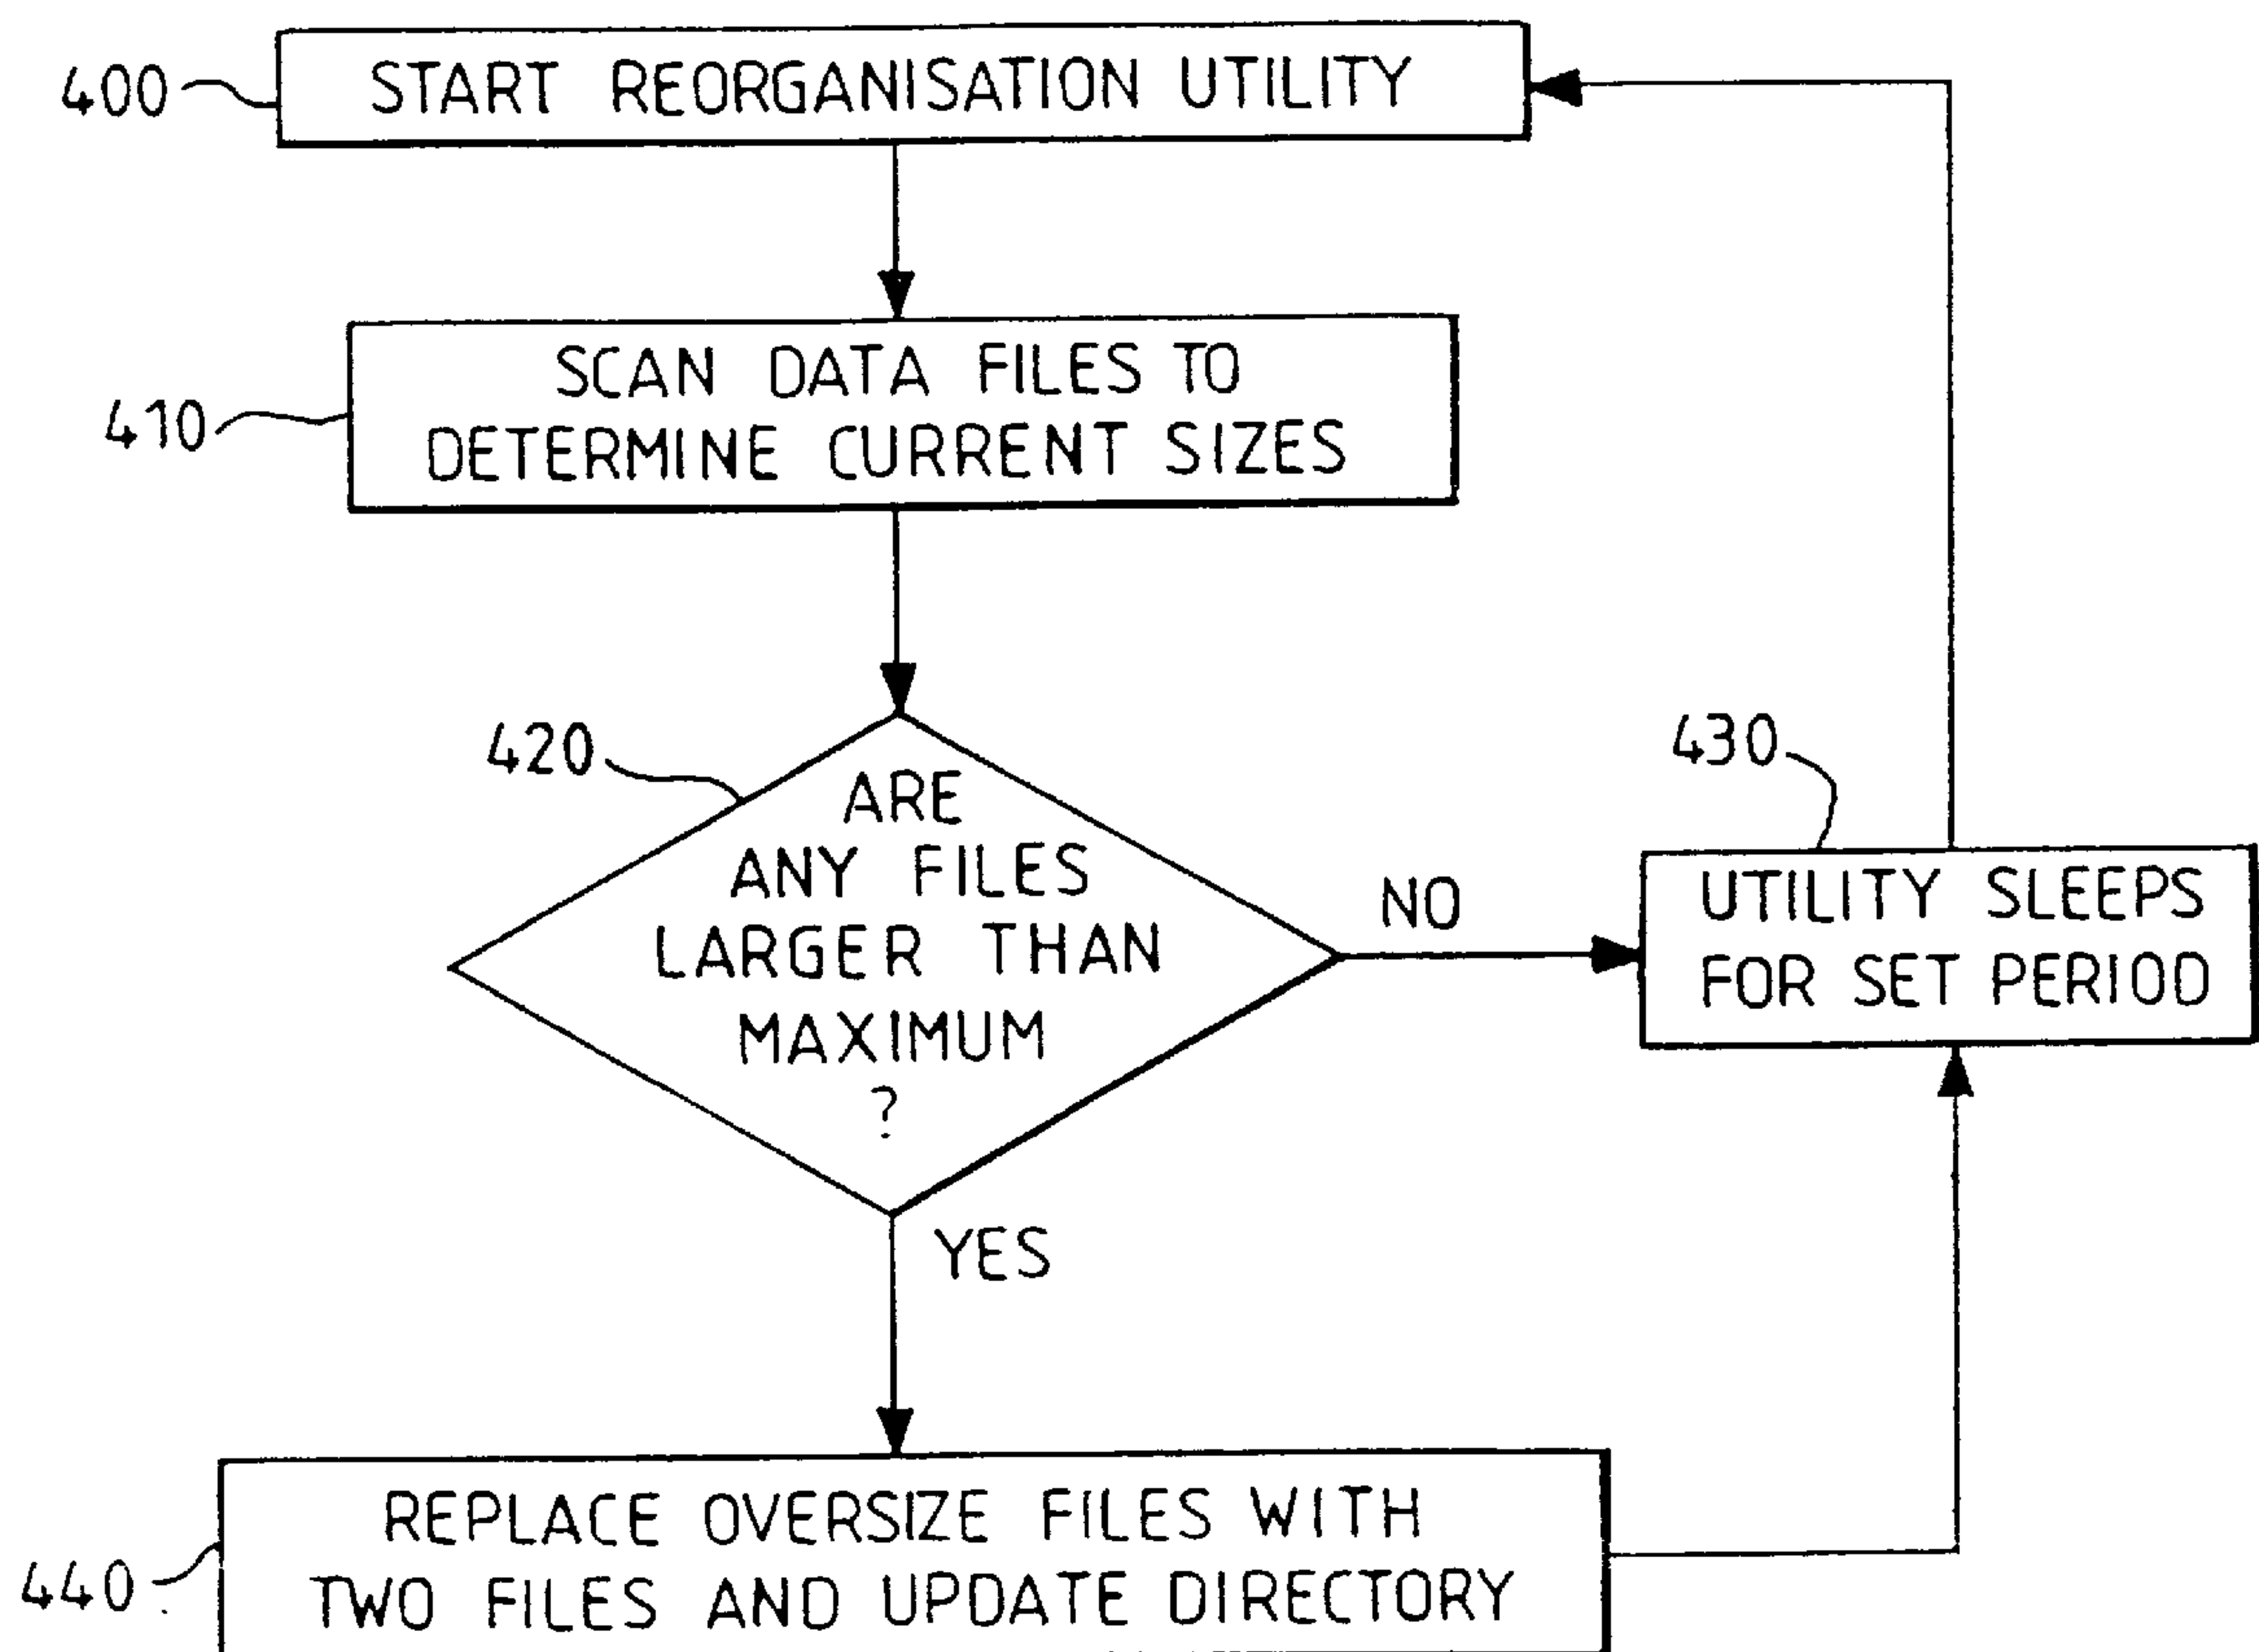 400
START REORGANISATION UTILITY
410
SCAN DATA FILES TO
DETERMINE CURRENT SIZES
420
ARE
ANY FILES
LARGER THAN
MAXIMUM
?
NO
430
UTILITY SLEEPS
FOR SET PERIOD
YES
440
REPLACE OVERSIZE FILES WITH
TWO FILES AND UPDATE DIRECTORY